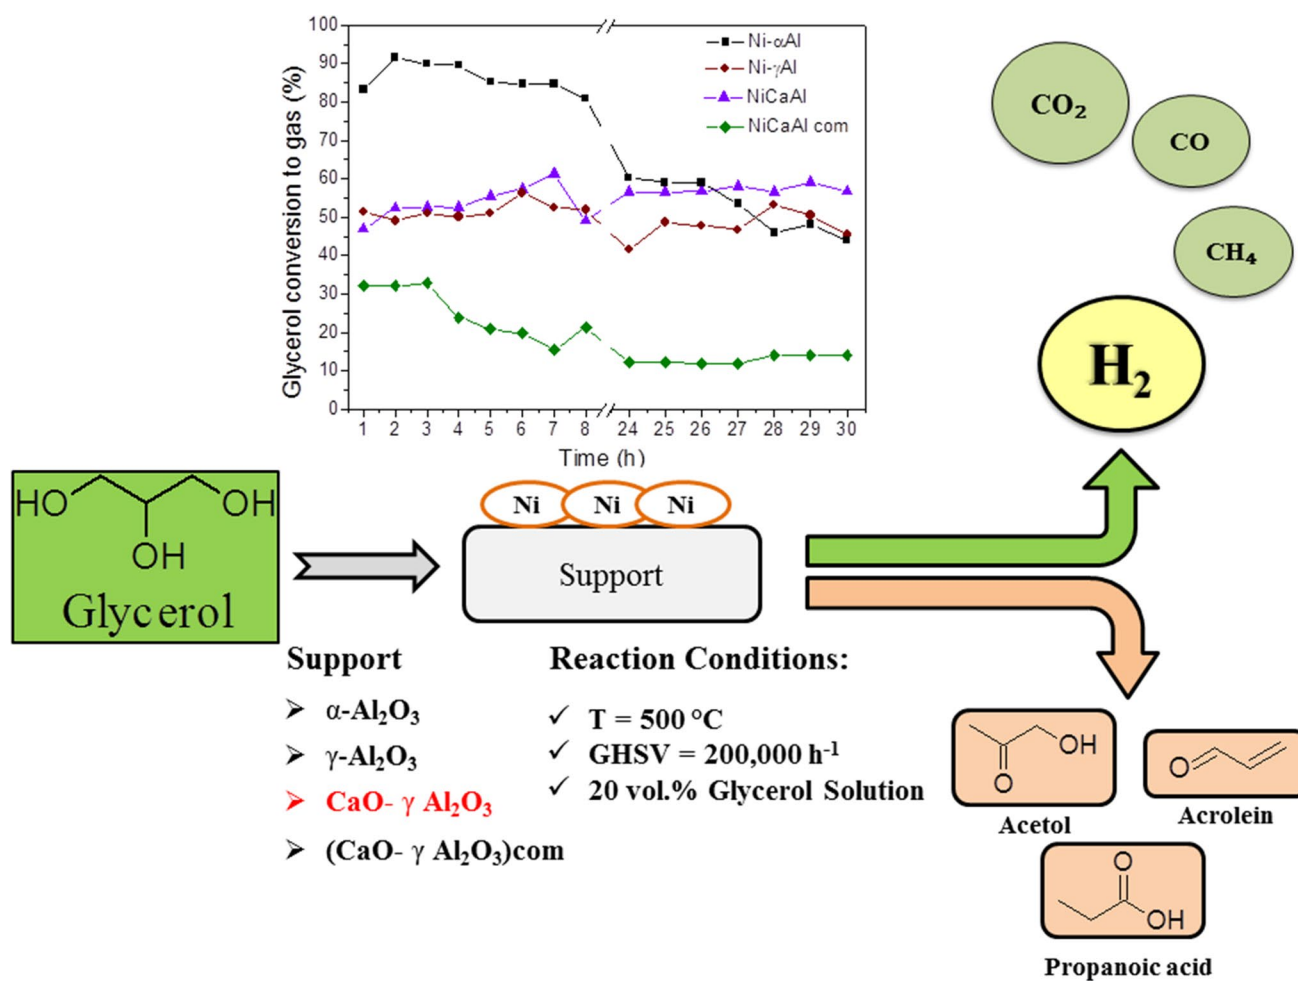 100
90
80
70
60
50
40
30
20
10
0
Glycerol conversion to gas (%)
Ni-αAl
Ni-γAl
NiCaAl
NiCaAl com
1 2 3 4 5 6 7 8 24 25 26 27 28 29 30
Time (h)
CO₂
CO
CH₄
H₂
HO
OH
OH
Glycerol
Ni Ni Ni
Support
Support
➢ α-Al₂O₃
➢ γ-Al₂O₃
➢ CaO- γ Al₂O₃
➢ (CaO- γ Al₂O₃)com
Reaction Conditions:
✓ T = 500 °C
✓ GHSV = 200,000 h⁻¹
✓ 20 vol.% Glycerol Solution
OH
O
Acetol
O
Acrolein
O
OH
Propanoic acid